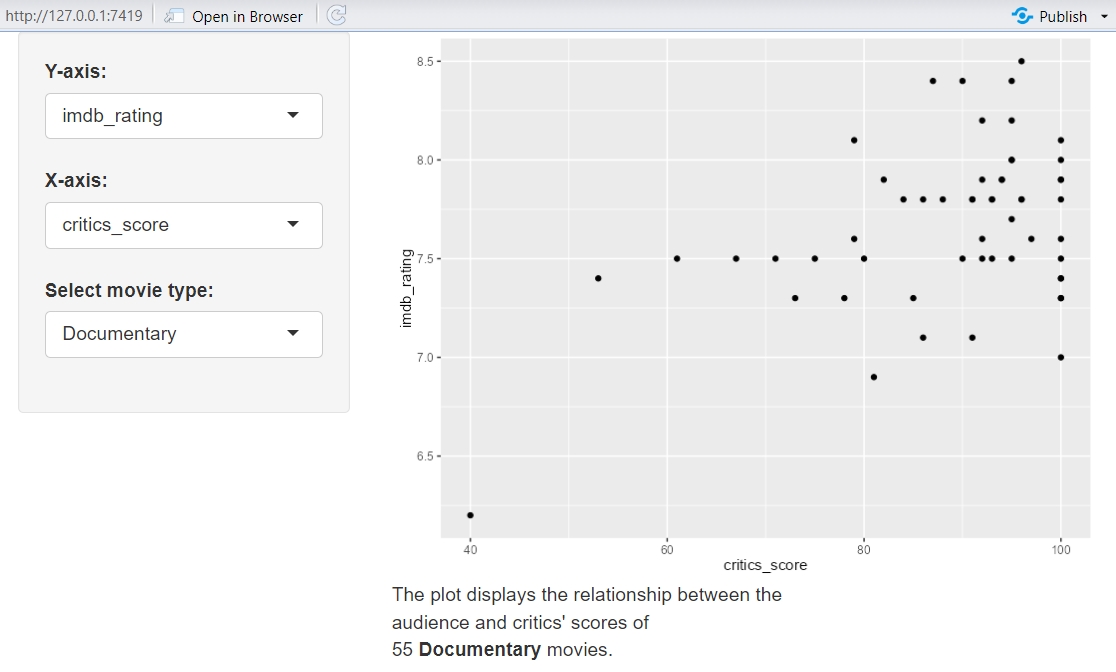 http://127.0.0.1:7419 Open in Browser Publish
Y-axis:
imdb_rating
X-axis:
critics_score
Select movie type:
Documentary
8.5
8.0
7.5
7.0
6.5
imdb_rating
40 60 80 100
critics_score
The plot displays the relationship between the
audience and critics' scores of
55 Documentary movies.